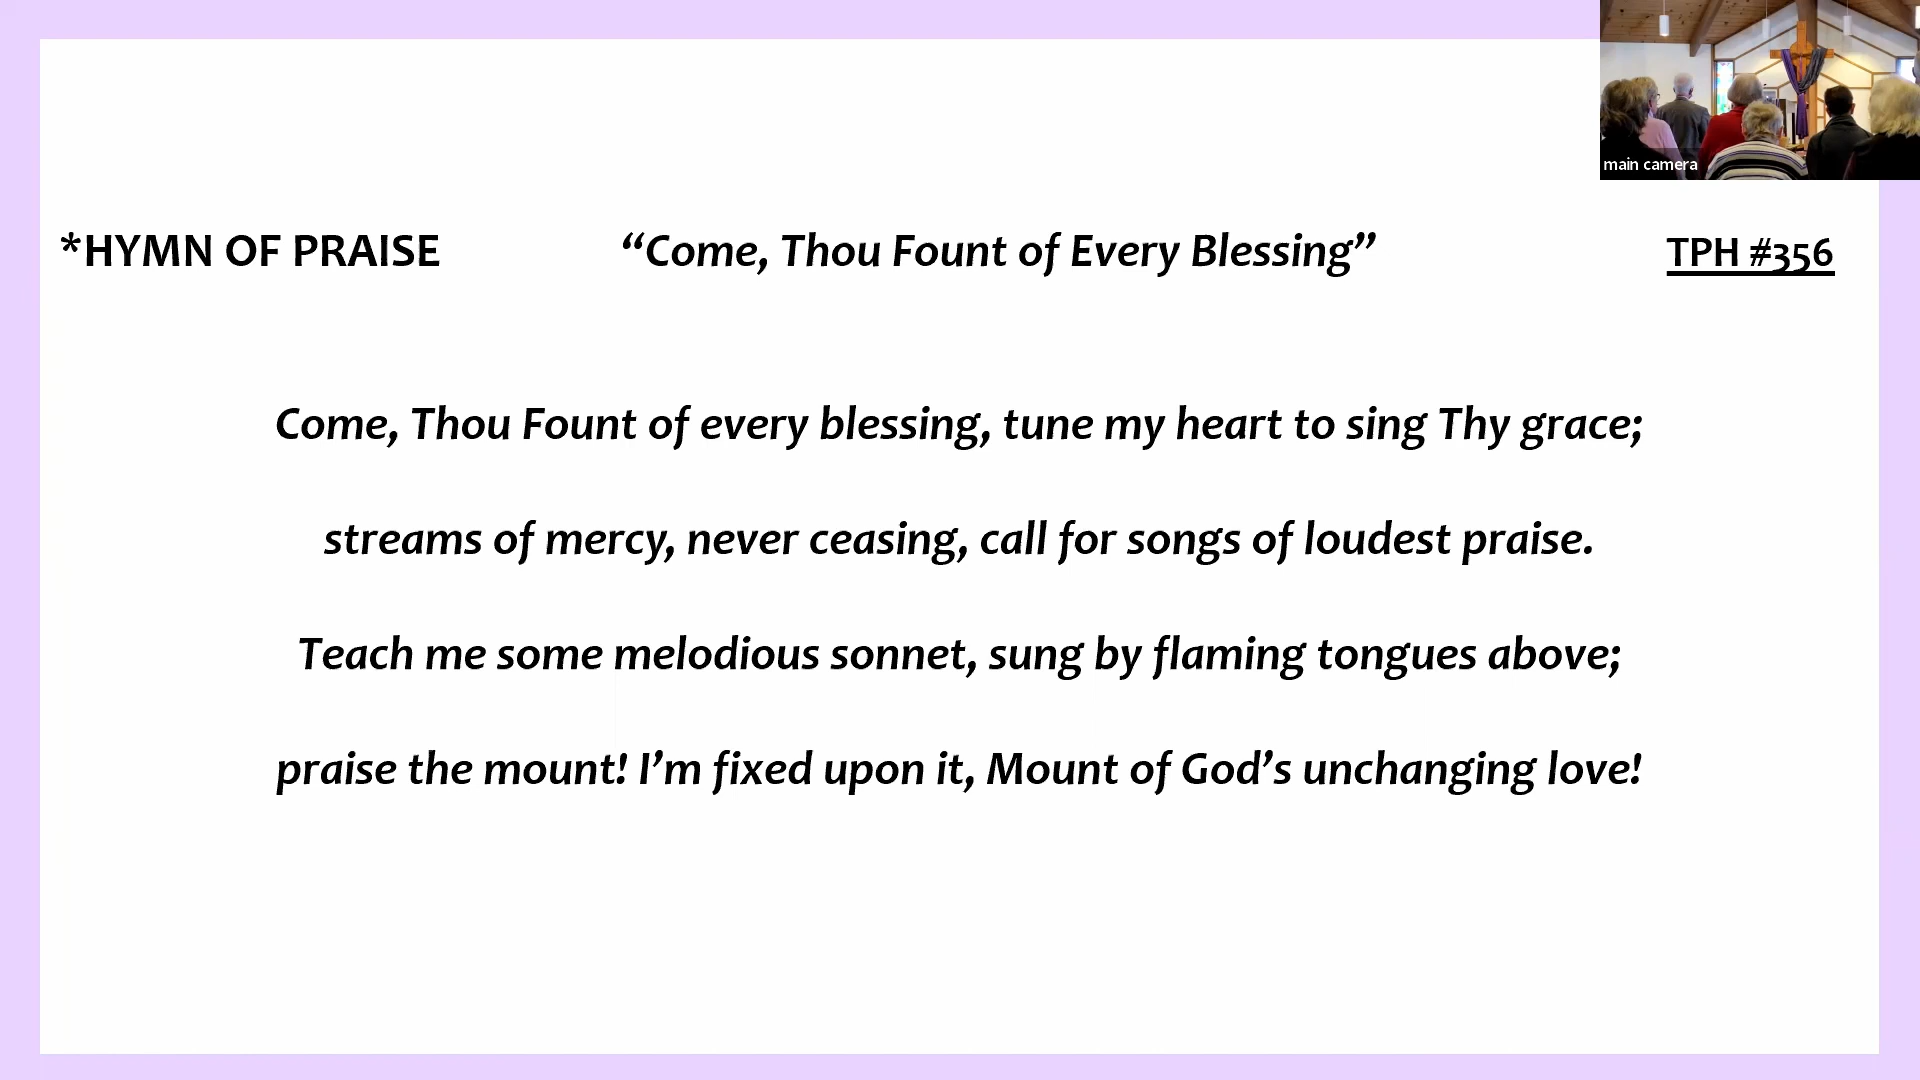 main camera
*HYMN OF PRAISE “Come, Thou Fount of Every Blessing” TPH #356
Come, Thou Fount of every blessing, tune my heart to sing Thy grace;
streams of mercy, never ceasing, call for songs of loudest praise.
Teach me some melodious sonnet, sung by flaming tongues above;
praise the mount! I’m fixed upon it, Mount of God’s unchanging love!